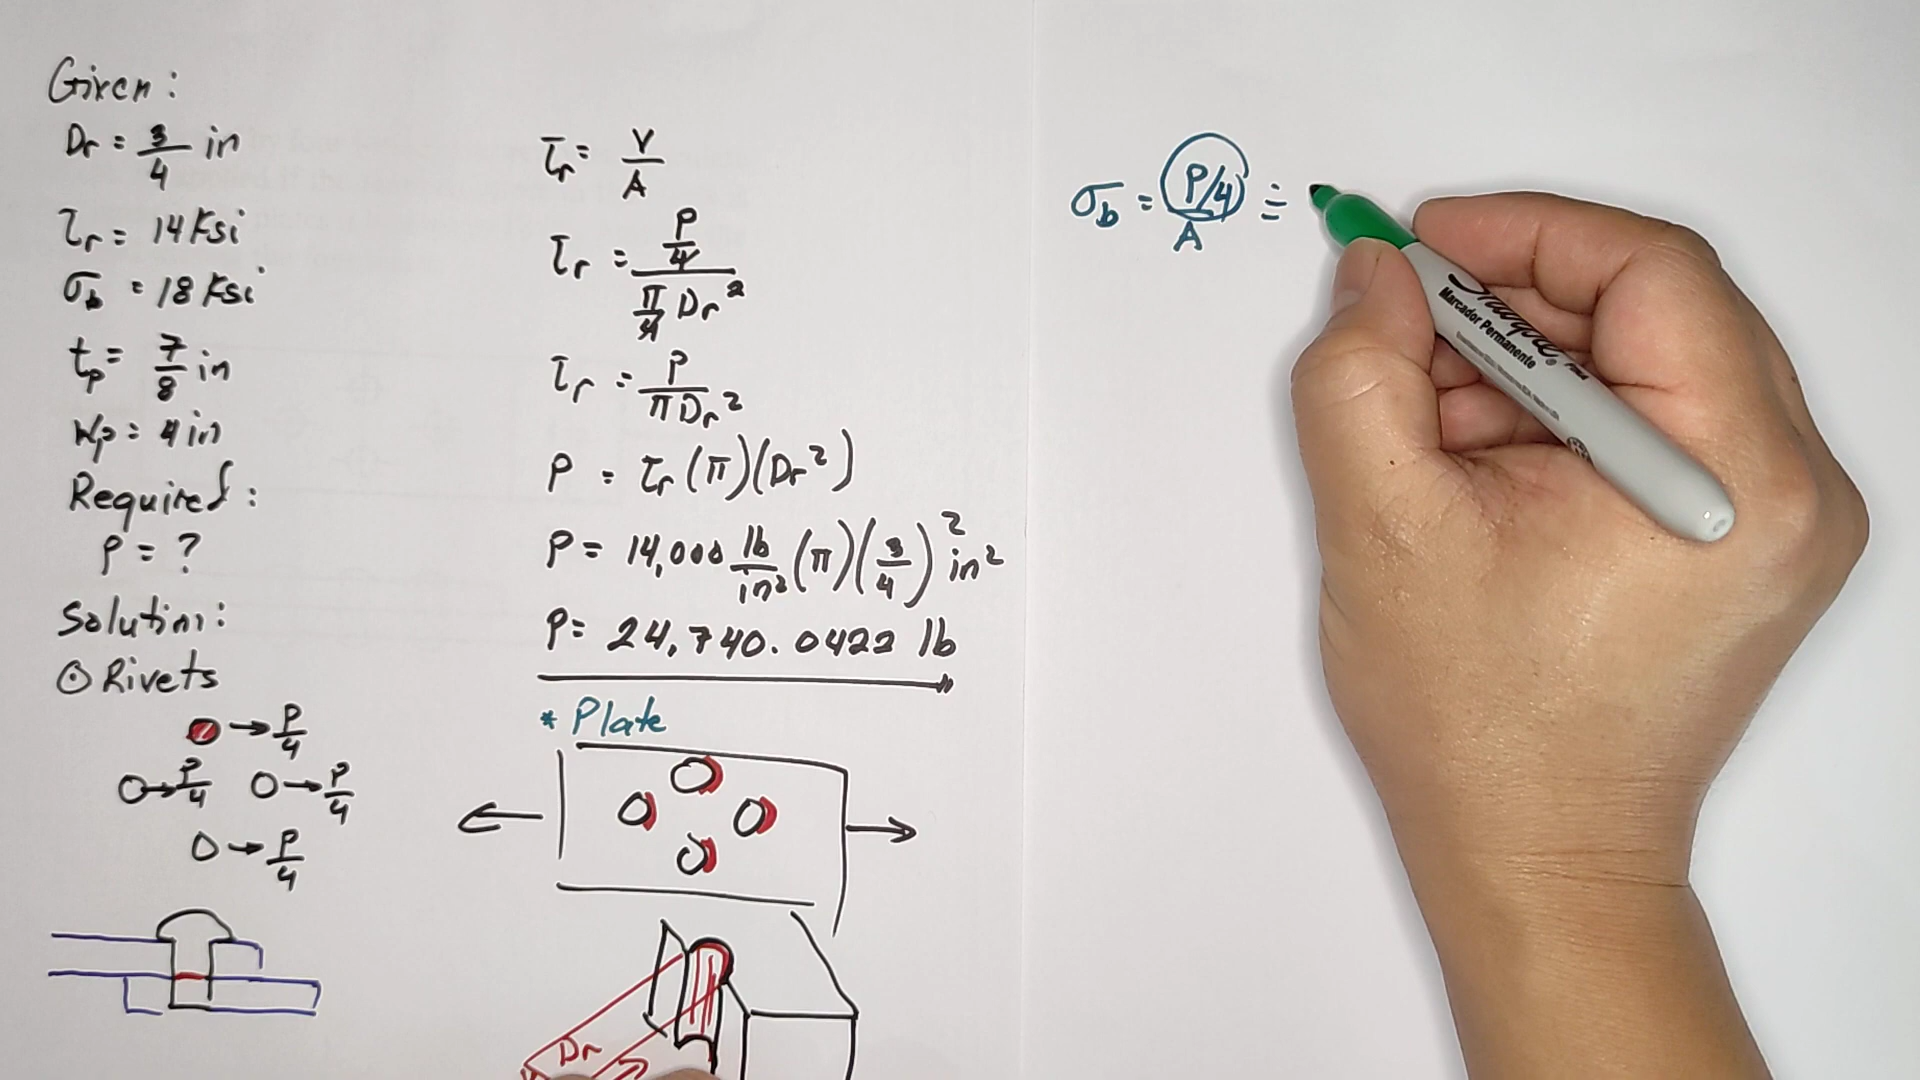 Given:
Dr = 3/4 in
τr = 14 Ksi
σb = 18 Ksi
tp = 7/8 in
Wp = 4 in
Required:
P = ?
Solution:
⊙ Rivets
→ P/4
→ P/4
→ P/4
→ P/4
τr = V/A
τr = (P/4)/(π/4 Dr²)
τr = P/(π Dr²)
P = τr (π)(Dr²)
P = 14,000 lb/in² (π)(3/4)² in²
P = 24,740.0422 lb
* Plate
Dr
σb = (P/4)/A =
Marcador Permanente